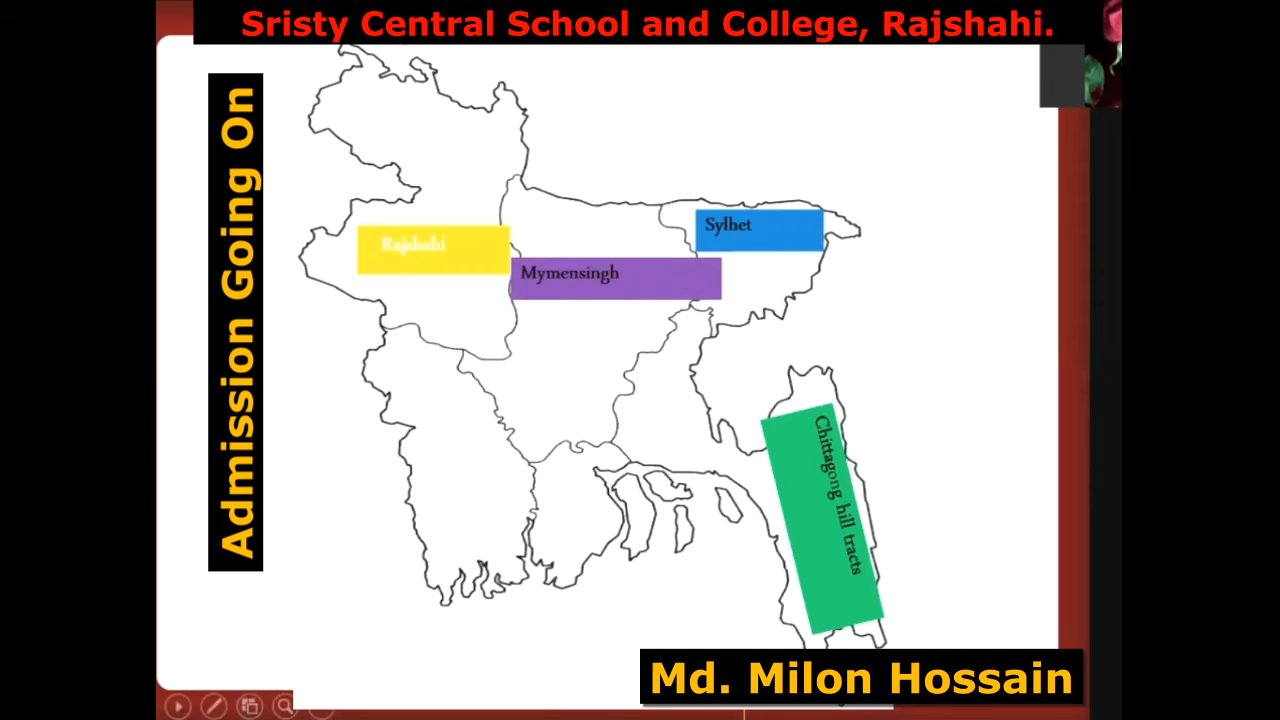 Sristy Central School and College, Rajshahi.
Admission Going On
Sylhet
Rajshahi
Mymensingh
Chittagong hill tracts
Md. Milon Hossain